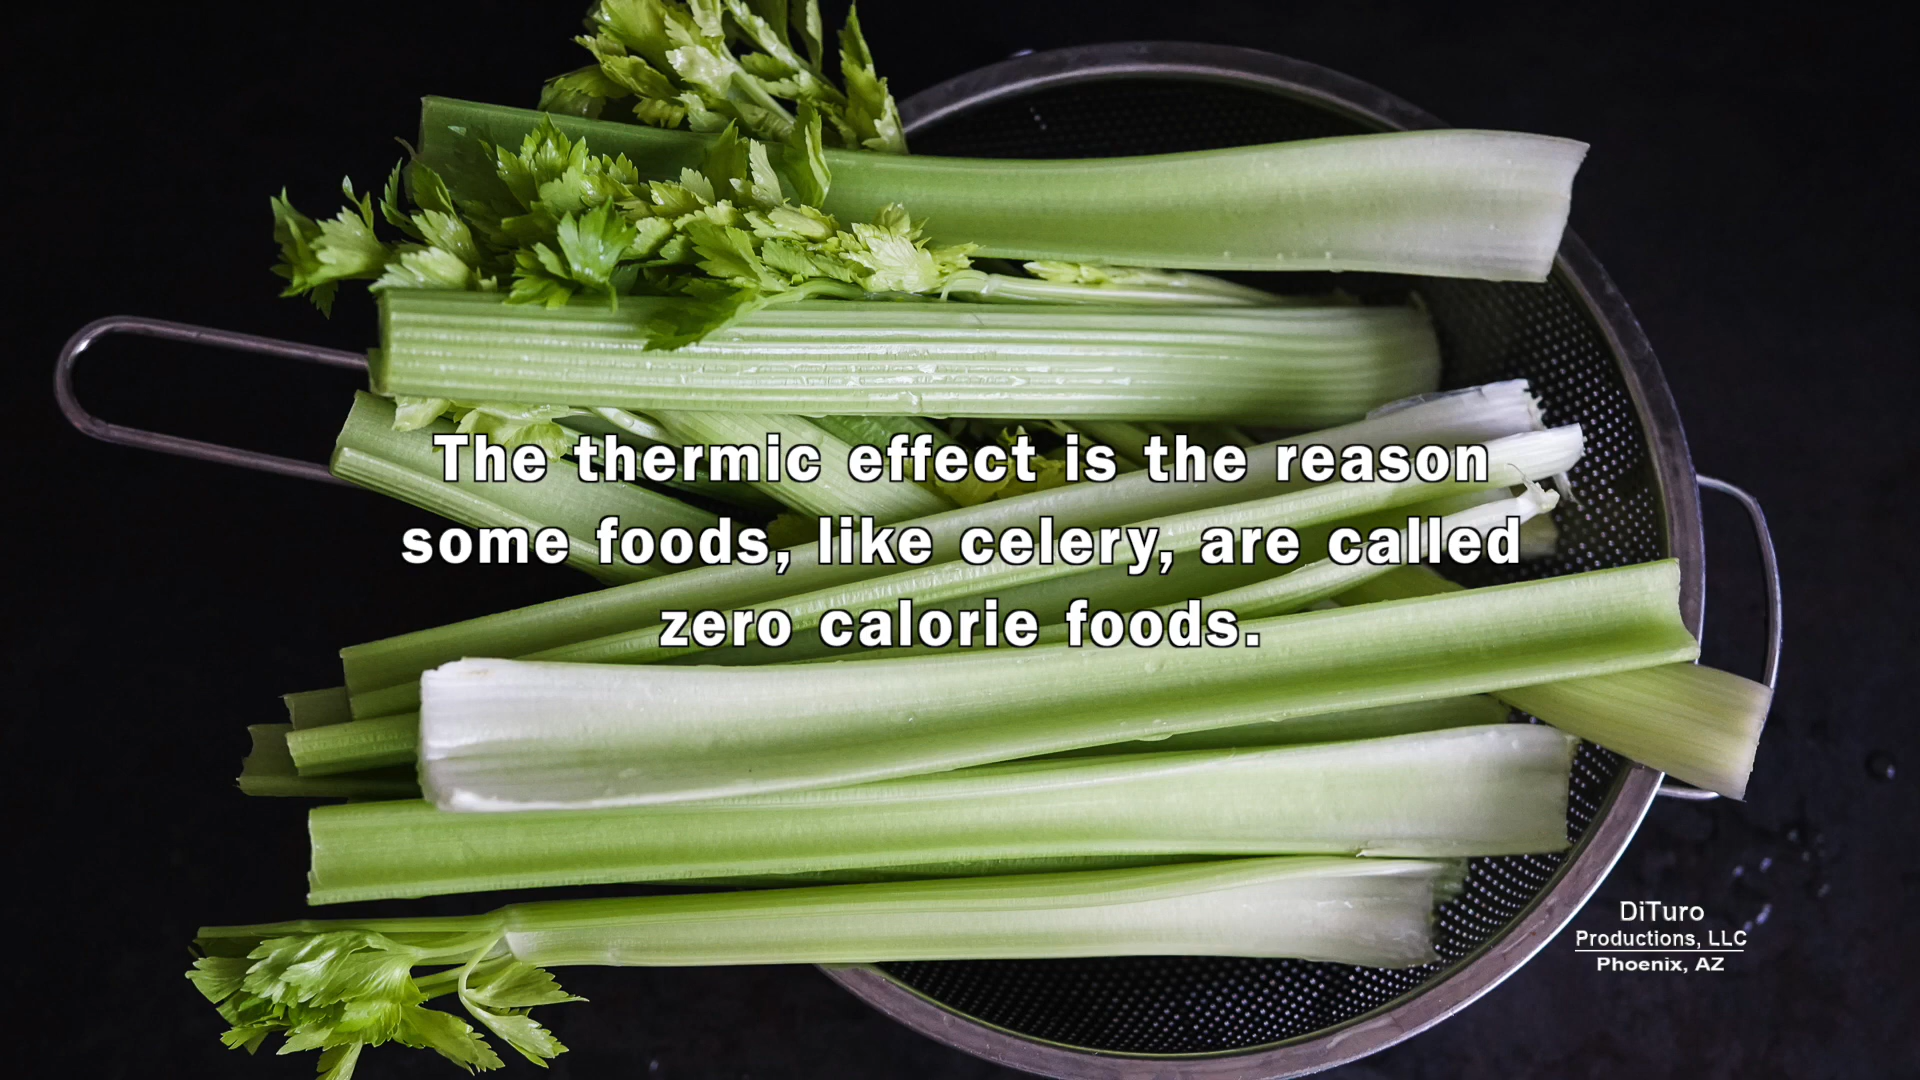 The thermic effect is the reason
some foods, like celery, are called
zero calorie foods.
DiTuro
Productions, LLC
Phoenix, AZ